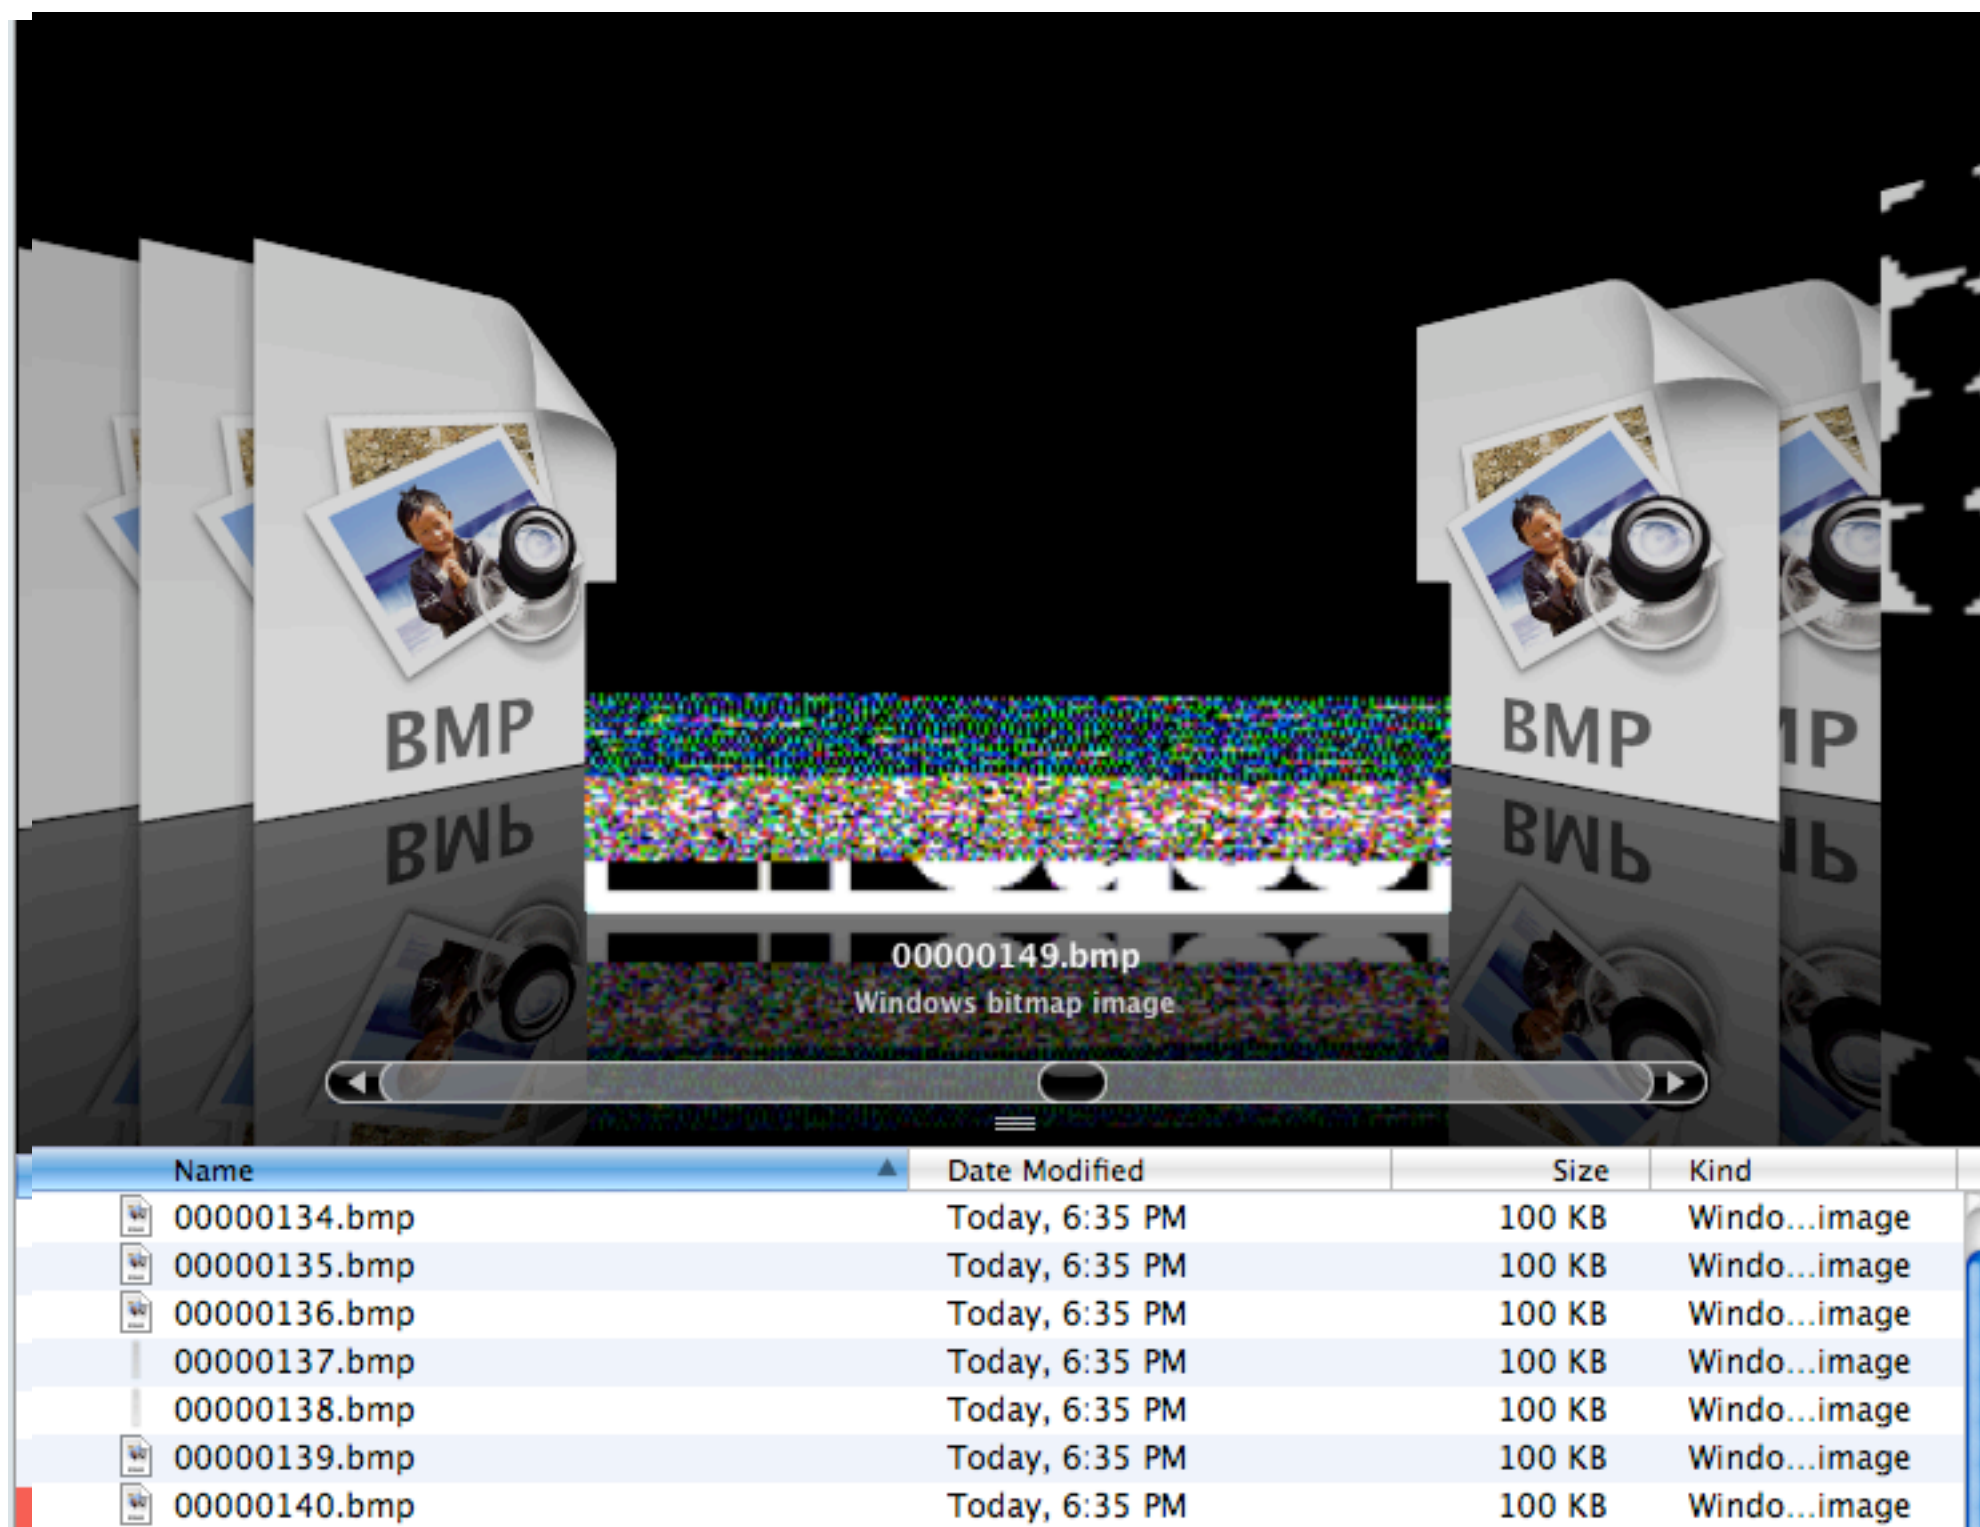 BMP
BMP
MP
00000149.bmp
Windows bitmap image
Name Date Modified Size Kind
00000134.bmp Today, 6:35 PM 100 KB Windo...image
00000135.bmp Today, 6:35 PM 100 KB Windo...image
00000136.bmp Today, 6:35 PM 100 KB Windo...image
00000137.bmp Today, 6:35 PM 100 KB Windo...image
00000138.bmp Today, 6:35 PM 100 KB Windo...image
00000139.bmp Today, 6:35 PM 100 KB Windo...image
00000140.bmp Today, 6:35 PM 100 KB Windo...image